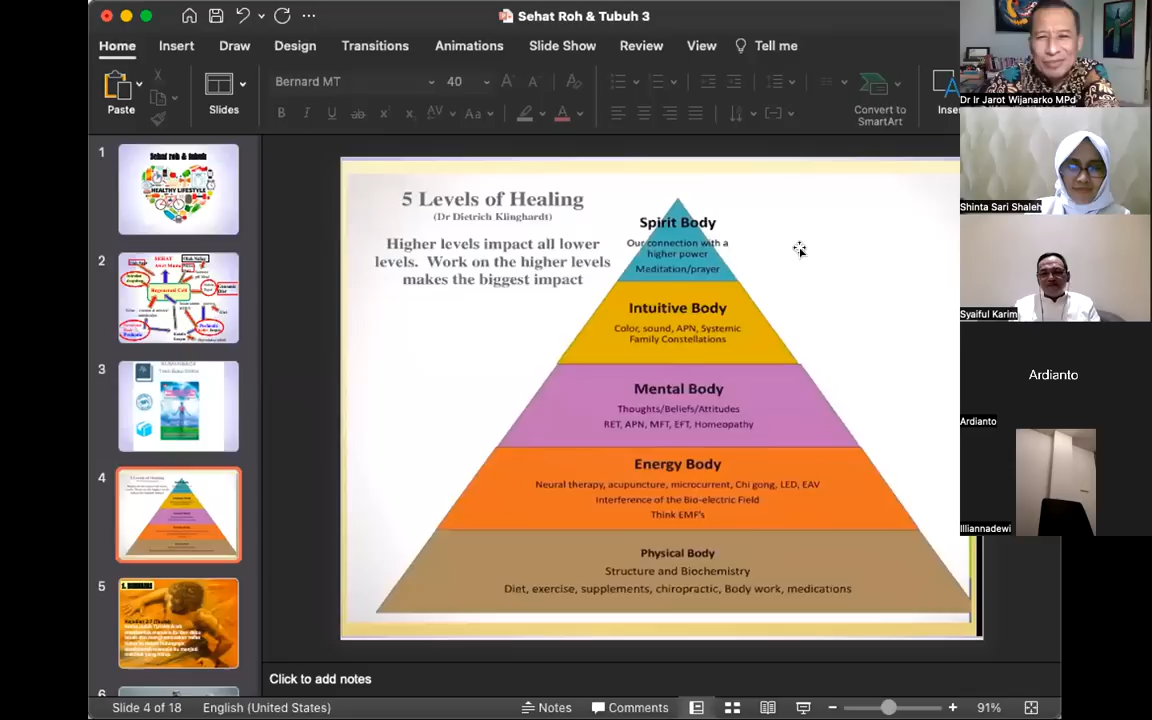 Sehat Roh & Tubuh 3
Home Insert Draw Design Transitions Animations Slide Show Review View Tell me
Paste
Slides
Bernard MT
40
Convert to
SmartArt
1
Sehat roh & tubuh
HEALTHY LIFESTYLE
2
3
4
5
6
5 Levels of Healing
(Dr Dietrich Klinghardt)
Higher levels impact all lower
levels. Work on the higher levels
makes the biggest impact
Spirit Body
Our connection with a
higher power
Meditation/prayer
Intuitive Body
Color, sound, APN, Systemic
Family Constellations
Mental Body
Thoughts/Beliefs/Attitudes
RET, APN, MFT, EFT, Homeopathy
Energy Body
Neural therapy, acupuncture, microcurrent, Chi gong, LED, EAV
Interference of the Bio-electric Field
Think EMF's
Physical Body
Structure and Biochemistry
Diet, exercise, supplements, chiropractic, Body work, medications
Dr Ir Jarot Wijanarko MPd
Shinta Sari Shaleh
Syaiful Karim
Ardianto
Ardianto
Illiannadewi
Click to add notes
Slide 4 of 18
English (United States)
Notes
Comments
91%